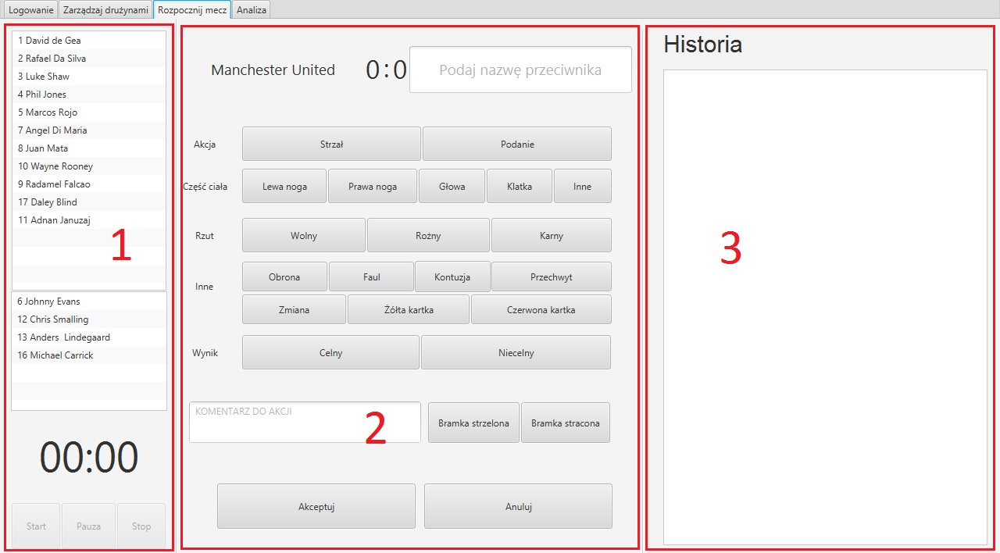 Logowanie Zarządzaj drużynami Rozpocznij mecz Analiza
1 David de Gea
2 Rafael Da Silva
3 Luke Shaw
4 Phil Jones
5 Marcos Rojo
7 Angel Di Maria
8 Juan Mata
10 Wayne Rooney
9 Radamel Falcao
17 Daley Blind
11 Adnan Januzaj
1
6 Johnny Evans
12 Chris Smalling
13 Anders Lindegaard
16 Michael Carrick
00:00
Start Pauza Stop
Manchester United 0:0 Podaj nazwę przeciwnika
Akcja Strzał Podanie
Część ciała Lewa noga Prawa noga Głowa Klatka Inne
Rzut Wolny Rożny Karny
Inne Obrona Faul Kontuzja Przechwyt
Zmiana Żółta kartka Czerwona kartka
Wynik Celny Niecelny
KOMENTARZ DO AKCJI
2
Bramka strzelona Bramka stracona
Akceptuj Anuluj
Historia
3